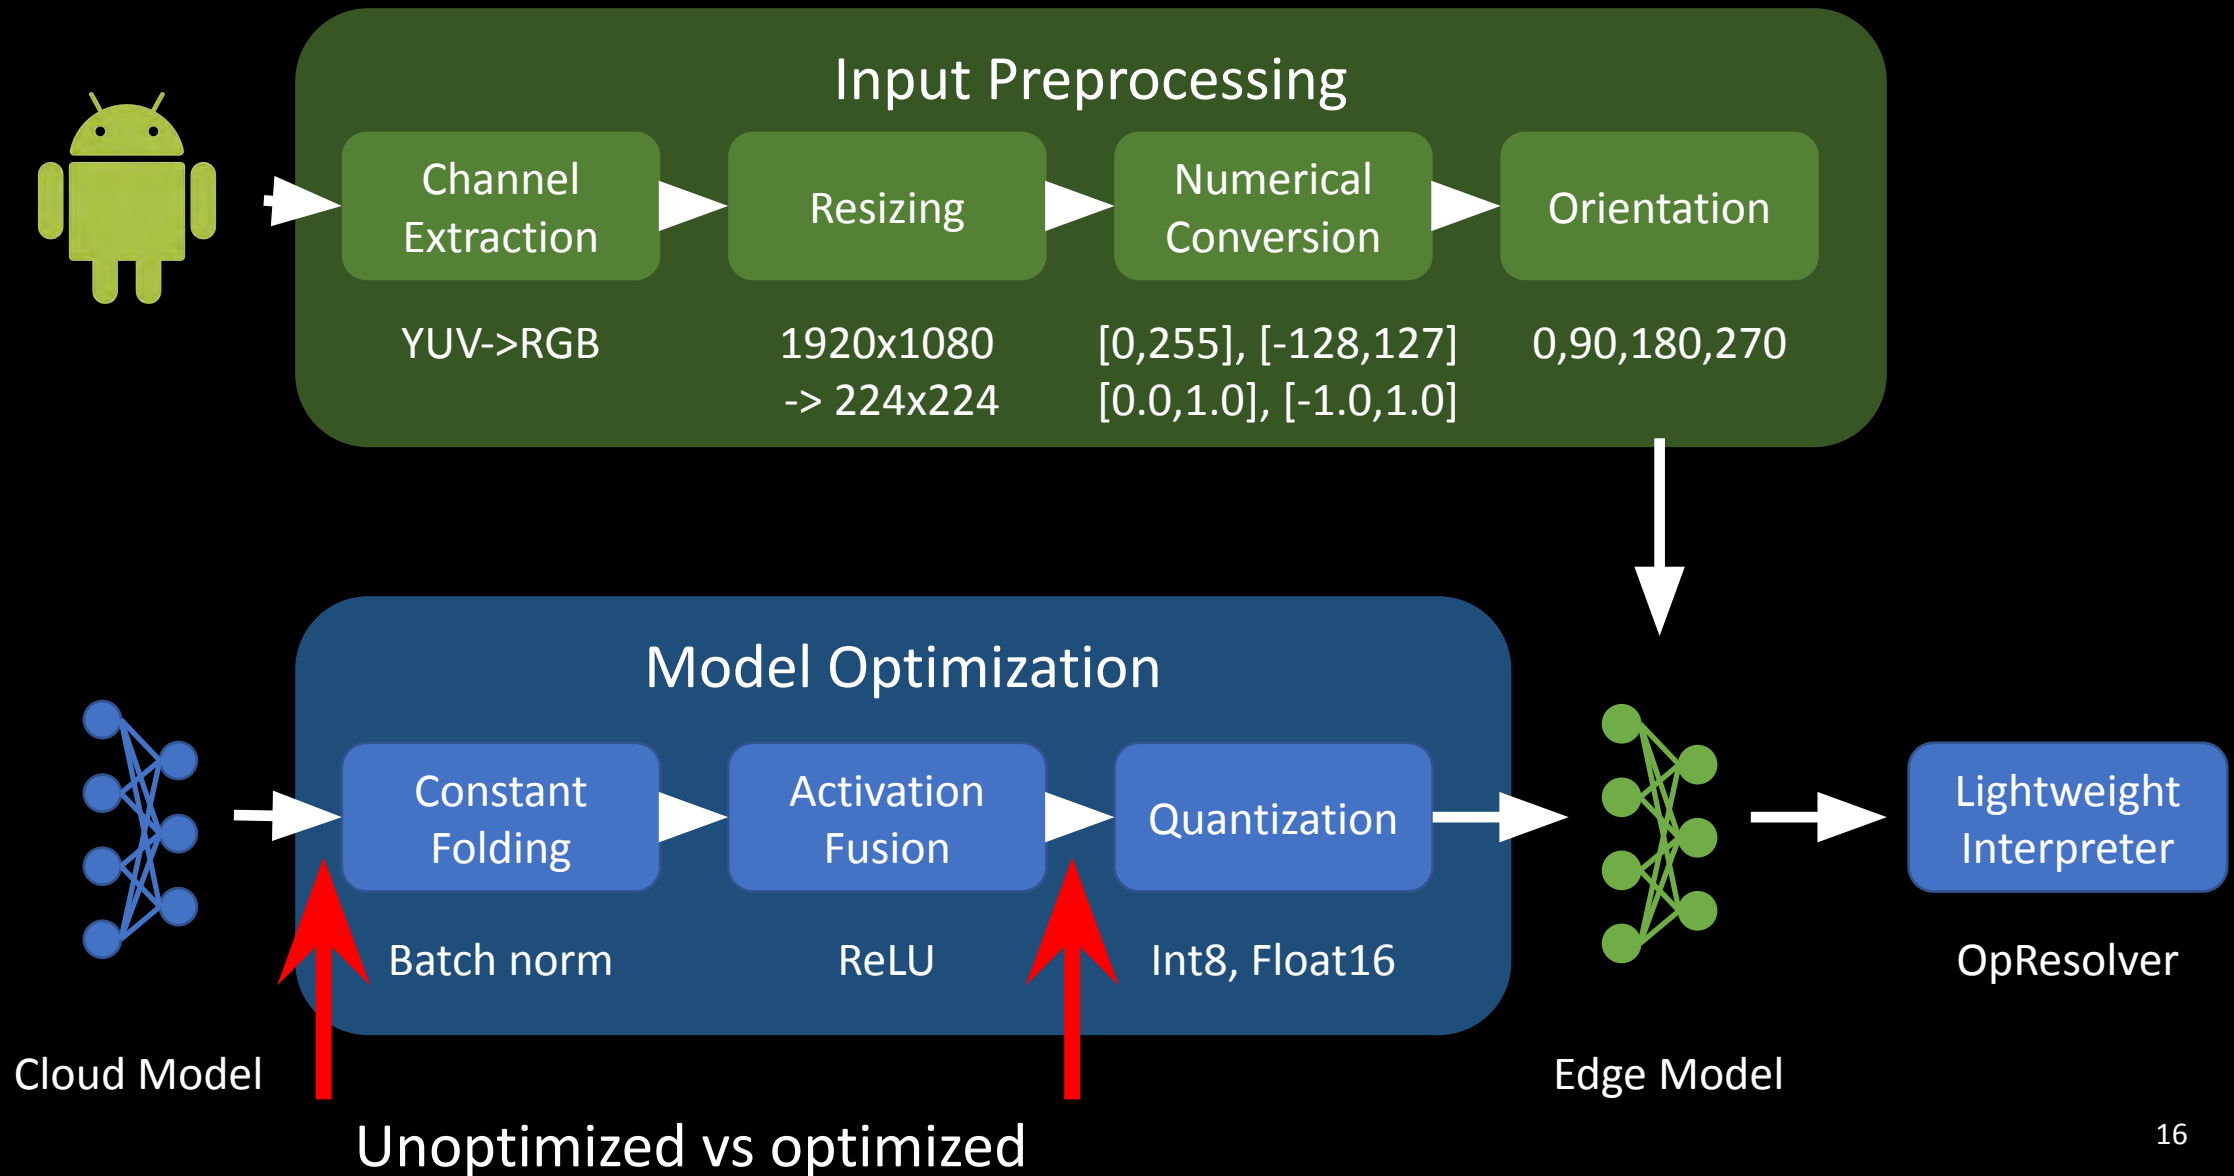 Input Preprocessing
Channel
Extraction
Resizing
Numerical
Conversion
Orientation
YUV->RGB
1920x1080
-> 224x224
[0,255], [-128,127]
[0.0,1.0], [-1.0,1.0]
0,90,180,270
Model Optimization
Constant
Folding
Activation
Fusion
Quantization
Lightweight
Interpreter
Batch norm
ReLU
Int8, Float16
OpResolver
Cloud Model
Edge Model
Unoptimized vs optimized
16